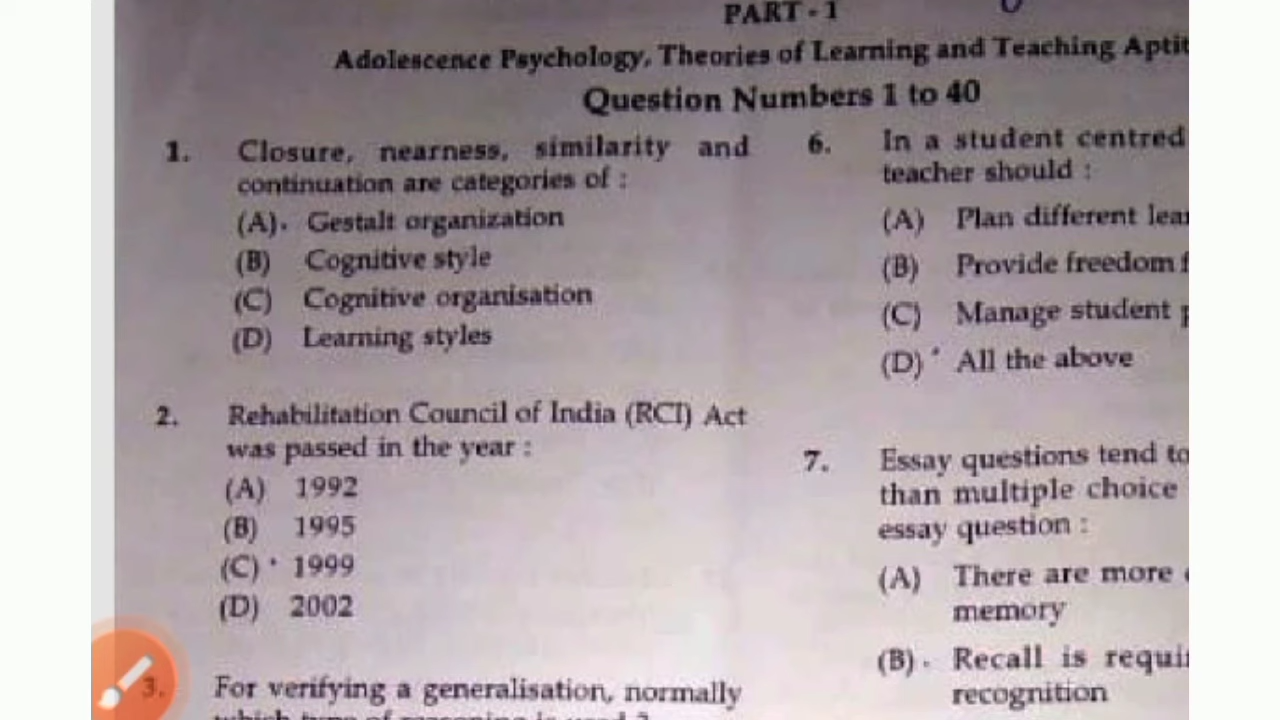 PART - 1
Adolescence Psychology, Theories of Learning and Teaching
Question Numbers 1 to 40
1. Closure, nearness, similarity and
continuation are categories of :
(A) Gestalt organization
(B) Cognitive style
(C) Cognitive organisation
(D) Learning styles
2. Rehabilitation Council of India (RCI) Act
was passed in the year :
(A) 1992
(B) 1995
(C) 1999
(D) 2002
3. For verifying a generalisation, normally
6. In a student centred
teacher should :
(A) Plan different
(B) Provide freedom
(C) Manage student
(D) All the above
7. Essay questions tend to
than multiple choice
essay question :
(A) There are more
memory
(B) Recall is
recognition